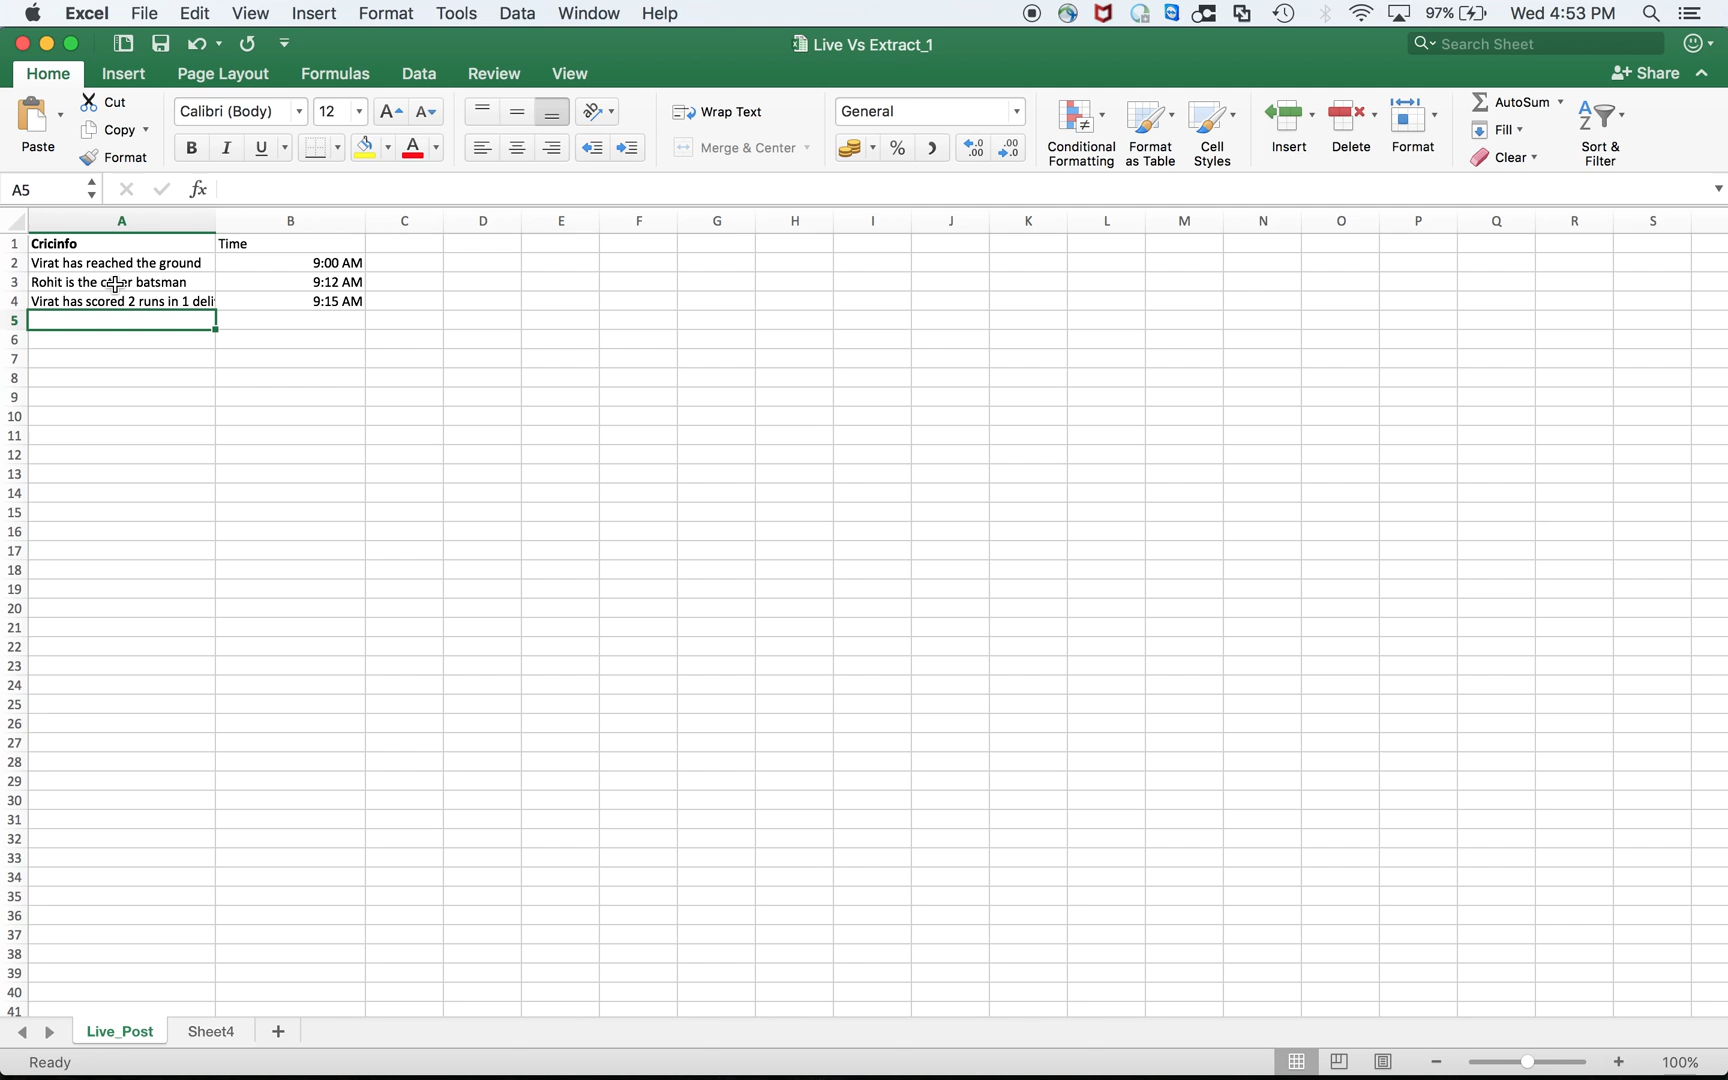 Excel File Edit View Insert Format Tools Data Window Help 97% Wed 4:53 PM
Live Vs Extract_1 Search Sheet
Home Insert Page Layout Formulas Data Review View Share
Paste Cut Copy Format
Calibri (Body) 12 A A
B I U A
Wrap Text
Merge & Center
General
% .0 .00 .00 .0
Conditional Formatting
Format as Table
Cell Styles
Insert Delete Format
AutoSum
Fill
Clear
Sort & Filter
A5 fx
A B C D E F G H I J K L M N O P Q R S
1 Cricinfo Time
2 Virat has reached the ground 9:00 AM
3 Rohit is the batsman 9:12 AM
4 Virat has scored 2 runs in 1 deli 9:15 AM
5
6
7
8
9
10
11
12
13
14
15
16
17
18
19
20
21
22
23
24
25
26
27
28
29
30
31
32
33
34
35
36
37
38
39
40
41
Live_Post Sheet4 +
Ready 100%